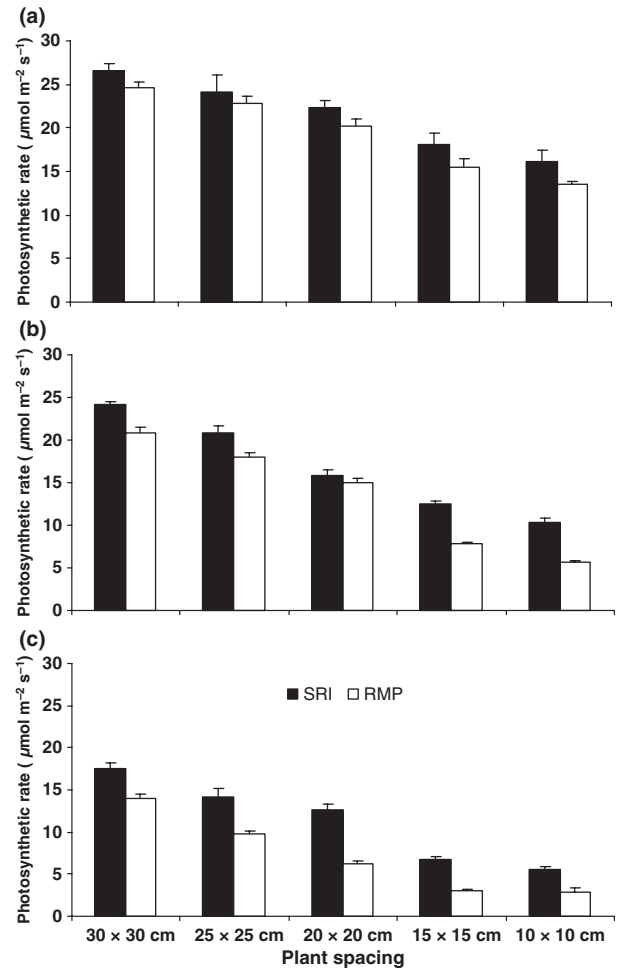 (a)
Photosynthetic rate ( μmol m⁻² s⁻¹)
30
25
20
15
10
5
0
(b)
Photosynthetic rate ( μmol m⁻² s⁻¹)
30
25
20
15
10
5
0
(c)
Photosynthetic rate ( μmol m⁻² s⁻¹)
30
25
20
15
10
5
0
SRI RMP
30 × 30 cm 25 × 25 cm 20 × 20 cm 15 × 15 cm 10 × 10 cm
Plant spacing